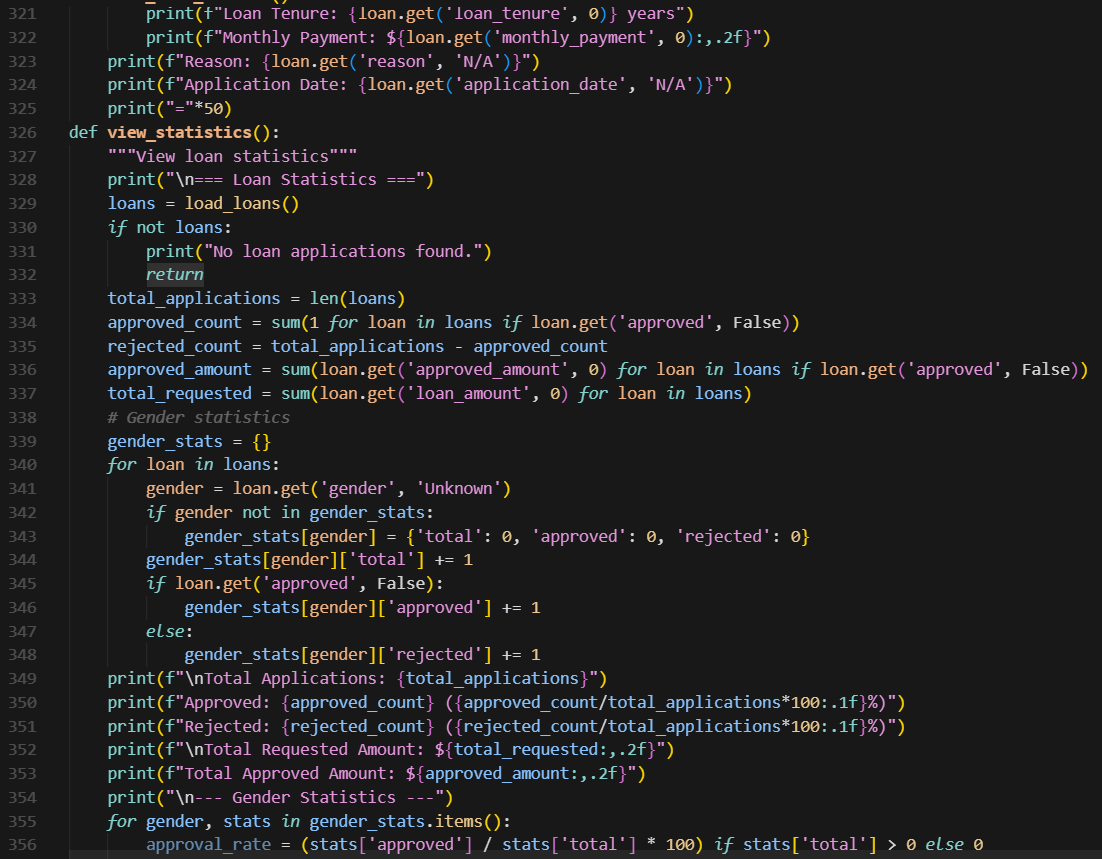 321 print(f"Loan Tenure: {loan.get('loan_tenure', 0)} years")
322 print(f"Monthly Payment: ${loan.get('monthly_payment', 0):,.2f}")
323 print(f"Reason: {loan.get('reason', 'N/A')}")
324 print(f"Application Date: {loan.get('application_date', 'N/A')}")
325 print("="*50)
326 def view_statistics():
327 """View loan statistics"""
328 print("\n=== Loan Statistics ===")
329 loans = load_loans()
330 if not loans:
331 print("No loan applications found.")
332 return
333 total_applications = len(loans)
334 approved_count = sum(1 for loan in loans if loan.get('approved', False))
335 rejected_count = total_applications - approved_count
336 approved_amount = sum(loan.get('approved_amount', 0) for loan in loans if loan.get('approved', False))
337 total_requested = sum(loan.get('loan_amount', 0) for loan in loans)
338 # Gender statistics
339 gender_stats = {}
340 for loan in loans:
341 gender = loan.get('gender', 'Unknown')
342 if gender not in gender_stats:
343 gender_stats[gender] = {'total': 0, 'approved': 0, 'rejected': 0}
344 gender_stats[gender]['total'] += 1
345 if loan.get('approved', False):
346 gender_stats[gender]['approved'] += 1
347 else:
348 gender_stats[gender]['rejected'] += 1
349 print(f"\nTotal Applications: {total_applications}")
350 print(f"Approved: {approved_count} ({approved_count/total_applications*100:.1f}%)")
351 print(f"Rejected: {rejected_count} ({rejected_count/total_applications*100:.1f}%)")
352 print(f"\nTotal Requested Amount: ${total_requested:,.2f}")
353 print(f"Total Approved Amount: ${approved_amount:,.2f}")
354 print("\n--- Gender Statistics ---")
355 for gender, stats in gender_stats.items():
356 approval_rate = (stats['approved'] / stats['total'] * 100) if stats['total'] > 0 else 0